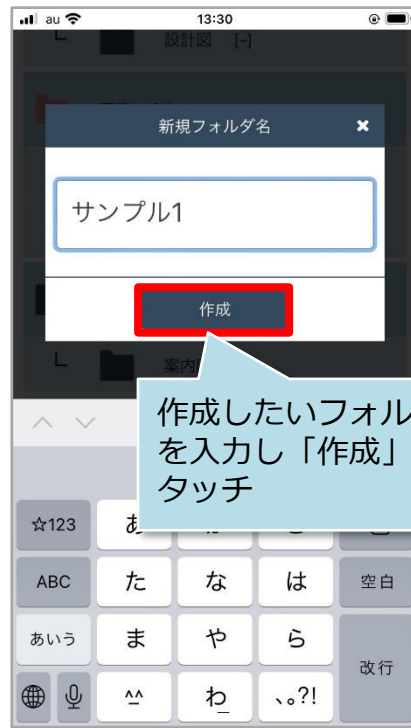 au 13:30
設計図 [-]
新規フォルダ名 ×
サンプル1
作成
案内
作成したいフォル
を入力し「作成」
タッチ
☆123 あ
ABC た な は 空白
あいう ま や ら
改行
^^ わ 、。?!